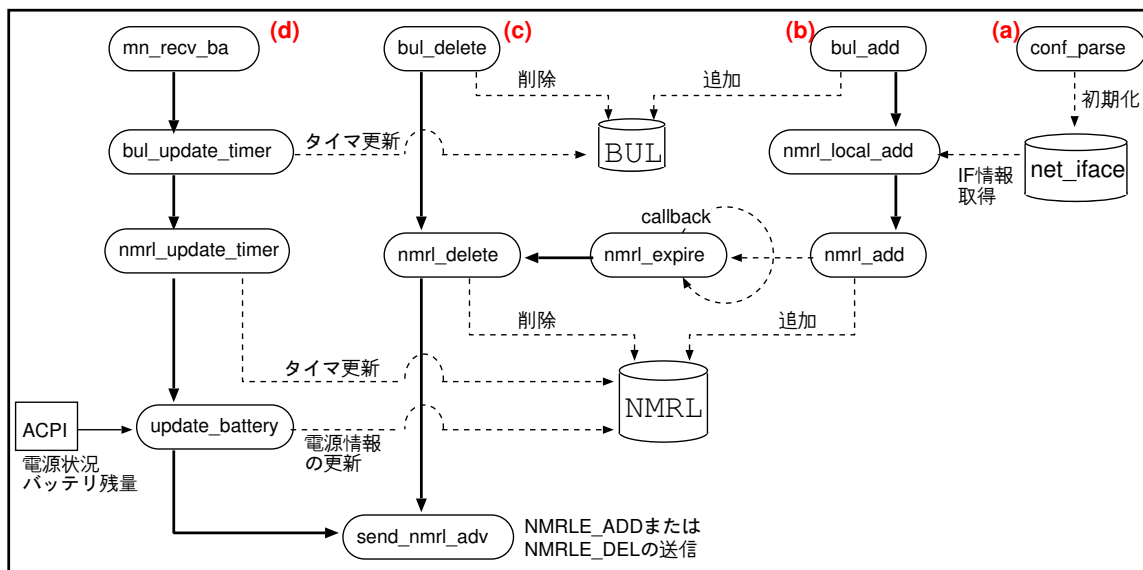 (d)
(c)
(b)
(a)
mn_recv_ba
bul_delete
bul_add
conf_parse
削除
追加
初期化
タイマ更新
bul_update_timer
BUL
nmrl_local_add
net_iface
IF情報
取得
callback
nmrl_update_timer
nmrl_delete
nmrl_expire
nmrl_add
削除
追加
タイマ更新
NMRL
ACPI
update_battery
電源情報
の更新
電源状況
バッテリ残量
send_nmrl_adv
NMRLE_ADDまたは
NMRLE_DELの送信